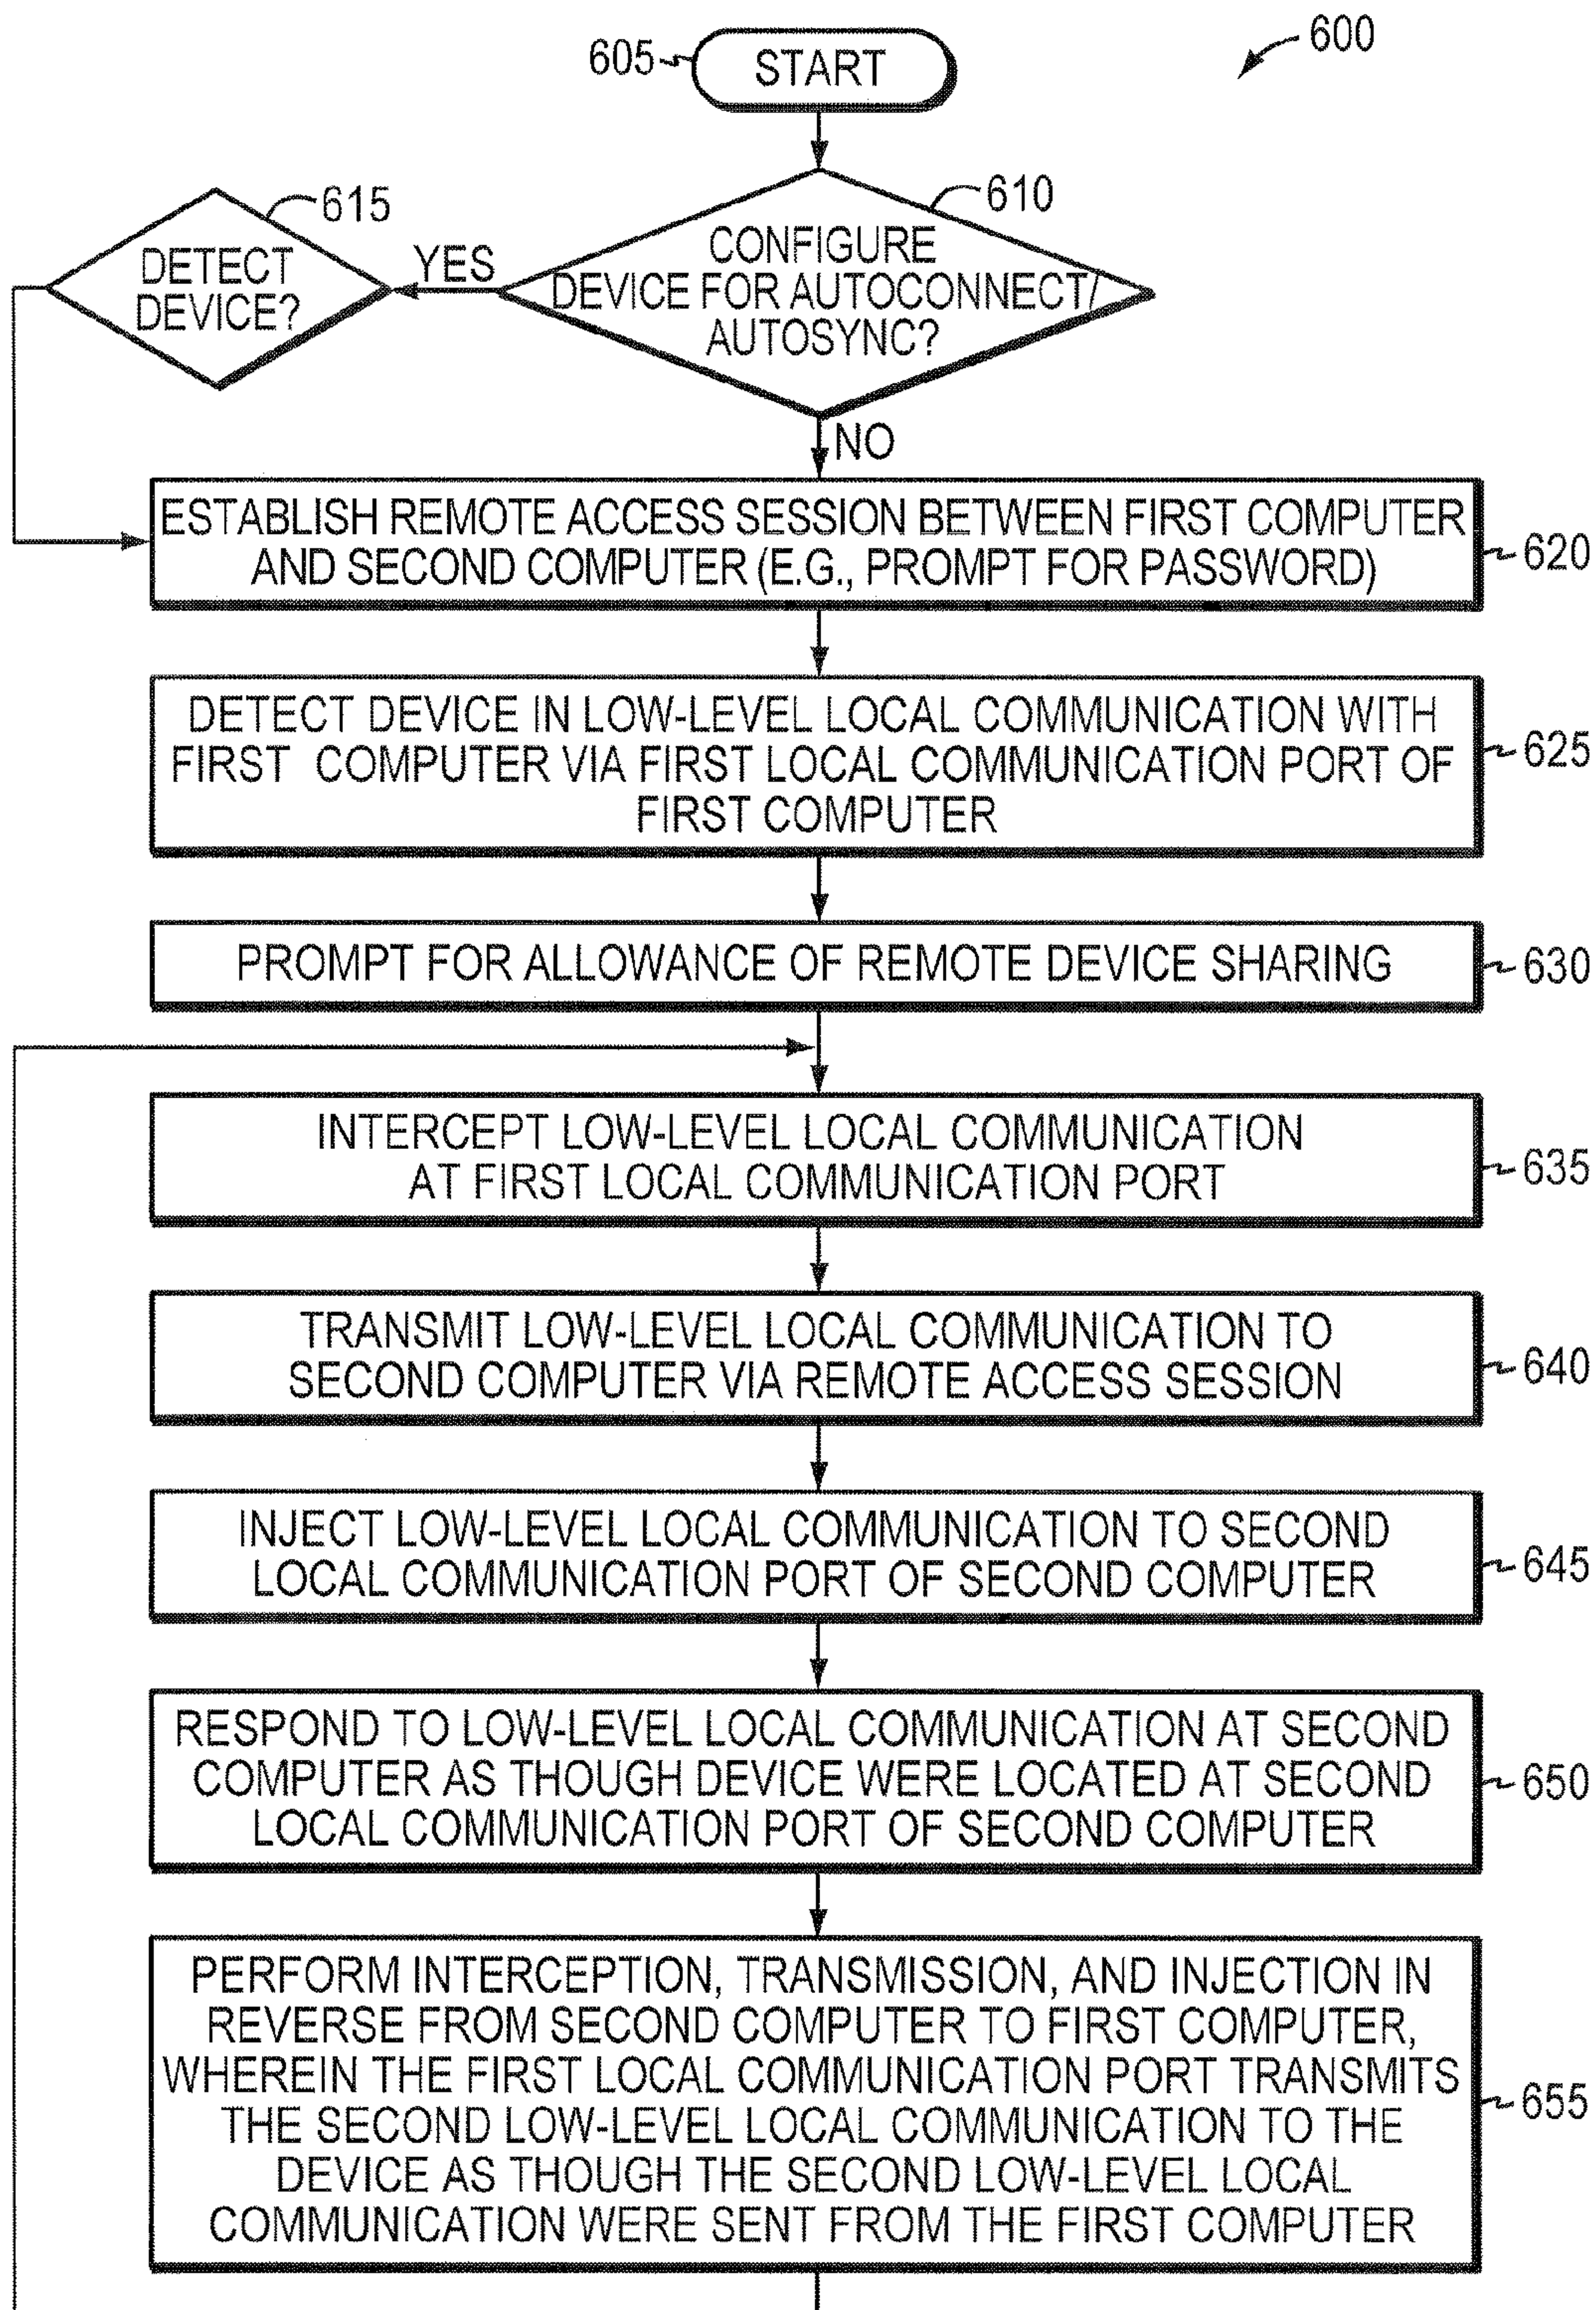 600
605
START
610
615
CONFIGURE
DEVICE FOR AUTOCONNECT/
AUTOSYNC?
YES
DETECT
DEVICE?
NO
ESTABLISH REMOTE ACCESS SESSION BETWEEN FIRST COMPUTER
AND SECOND COMPUTER (E.G., PROMPT FOR PASSWORD)
620
DETECT DEVICE IN LOW-LEVEL LOCAL COMMUNICATION WITH
FIRST COMPUTER VIA FIRST LOCAL COMMUNICATION PORT OF
FIRST COMPUTER
625
PROMPT FOR ALLOWANCE OF REMOTE DEVICE SHARING
630
INTERCEPT LOW-LEVEL LOCAL COMMUNICATION
AT FIRST LOCAL COMMUNICATION PORT
635
TRANSMIT LOW-LEVEL LOCAL COMMUNICATION TO
SECOND COMPUTER VIA REMOTE ACCESS SESSION
640
INJECT LOW-LEVEL LOCAL COMMUNICATION TO SECOND
LOCAL COMMUNICATION PORT OF SECOND COMPUTER
645
RESPOND TO LOW-LEVEL LOCAL COMMUNICATION AT SECOND
COMPUTER AS THOUGH DEVICE WERE LOCATED AT SECOND
LOCAL COMMUNICATION PORT OF SECOND COMPUTER
650
PERFORM INTERCEPTION, TRANSMISSION, AND INJECTION IN
REVERSE FROM SECOND COMPUTER TO FIRST COMPUTER,
WHEREIN THE FIRST LOCAL COMMUNICATION PORT TRANSMITS
THE SECOND LOW-LEVEL LOCAL COMMUNICATION TO THE
DEVICE AS THOUGH THE SECOND LOW-LEVEL LOCAL
COMMUNICATION WERE SENT FROM THE FIRST COMPUTER
655